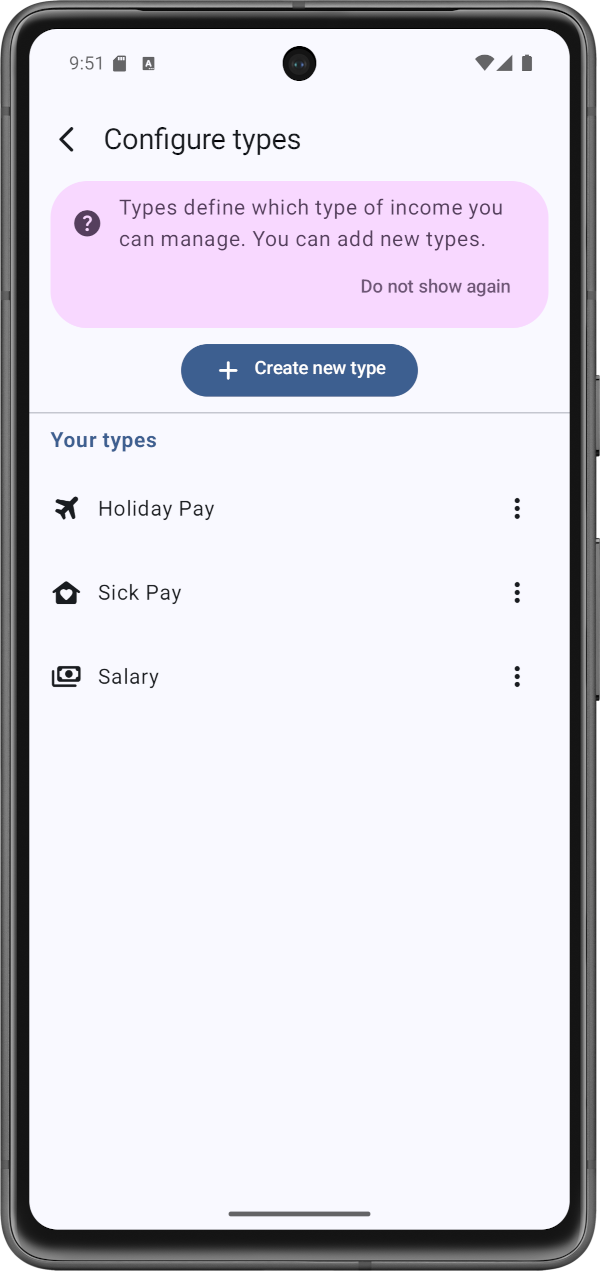 9:51
Configure types
Types define which type of income you
can manage. You can add new types.
Do not show again
Create new type
Your types
Holiday Pay
Sick Pay
Salary